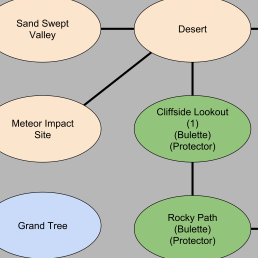 Sand Swept
Valley
Desert
Meteor Impact
Site
Cliffside Lookout
(1)
(Bulette)
(Protector)
Grand Tree
Rocky Path
(Bulette)
(Protector)